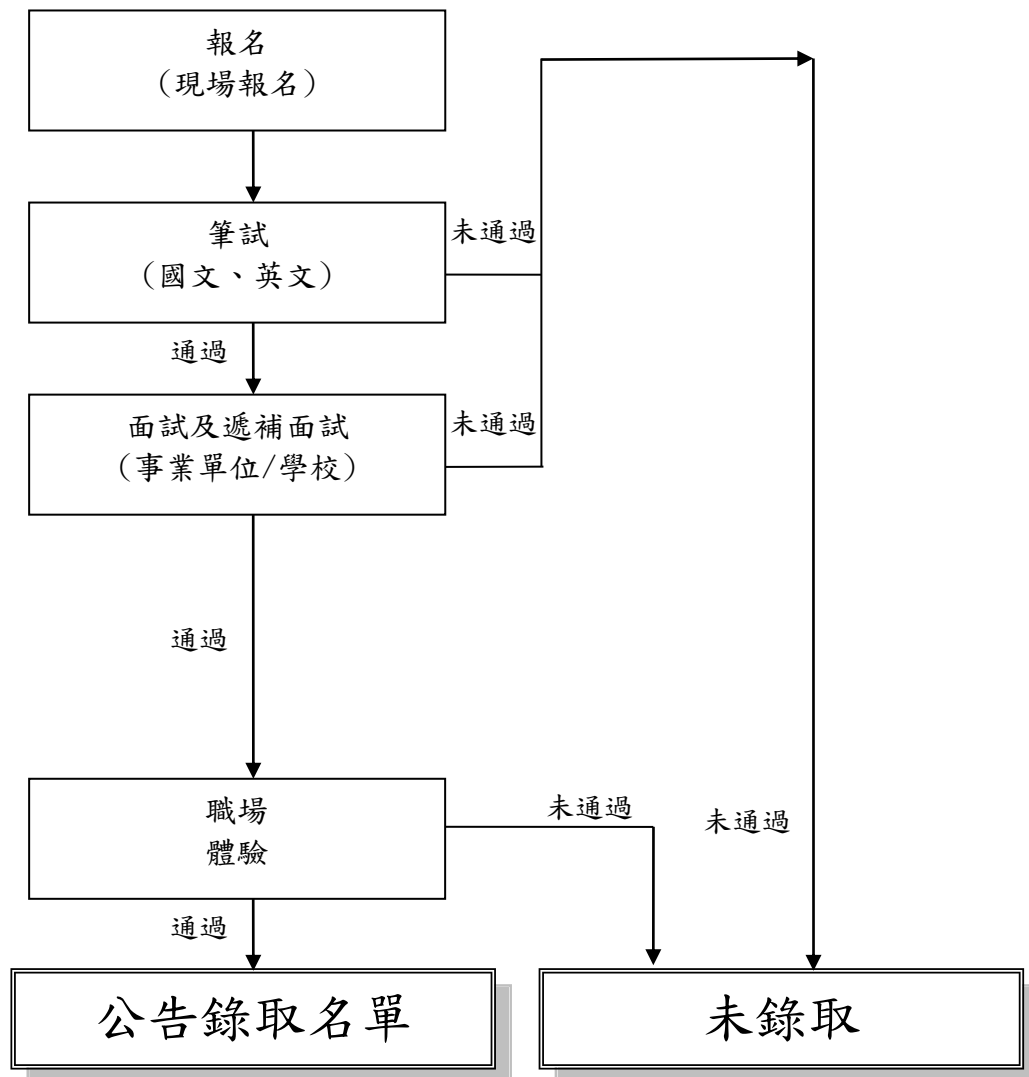 報名
(現場報名)
筆試
(國文、英文)
未通過
通過
面試及遞補面試
(事業單位/學校)
未通過
通過
職場
體驗
未通過
未通過
通過
公告錄取名單
未錄取